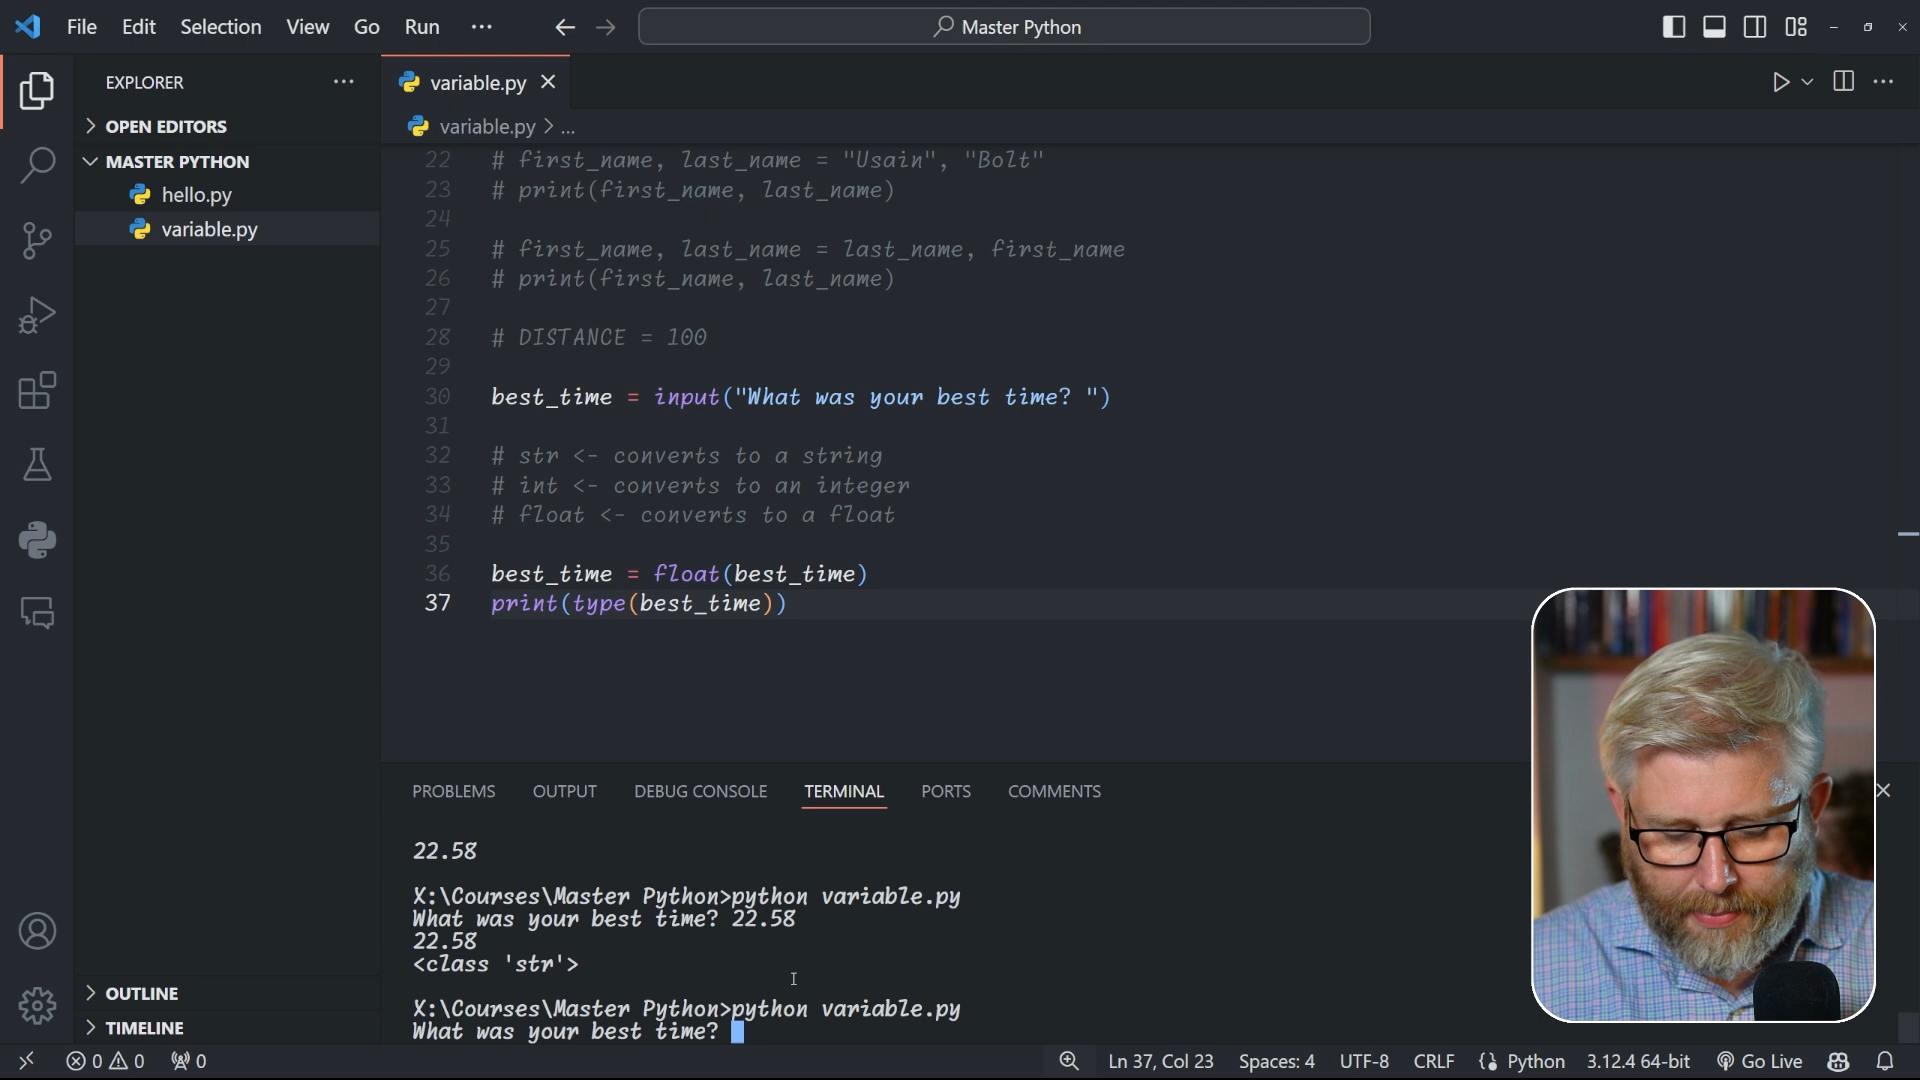 File Edit Selection View Go Run ···
Master Python
EXPLORER
OPEN EDITORS
MASTER PYTHON
hello.py
variable.py
OUTLINE
TIMELINE
variable.py
variable.py > ...
22 # first_name, last_name = "Usain", "Bolt"
23 # print(first_name, last_name)
24
25 # first_name, last_name = last_name, first_name
26 # print(first_name, last_name)
27
28 # DISTANCE = 100
29
30 best_time = input("What was your best time? ")
31
32 # str <- converts to a string
33 # int <- converts to an integer
34 # float <- converts to a float
35
36 best_time = float(best_time)
37 print(type(best_time))
PROBLEMS OUTPUT DEBUG CONSOLE TERMINAL PORTS COMMENTS
22.58
X:\Courses\Master Python>python variable.py
What was your best time? 22.58
22.58
<class 'str'>
X:\Courses\Master Python>python variable.py
What was your best time?
0 0 0 Ln 37, Col 23 Spaces: 4 UTF-8 CRLF Python 3.12.4 64-bit Go Live